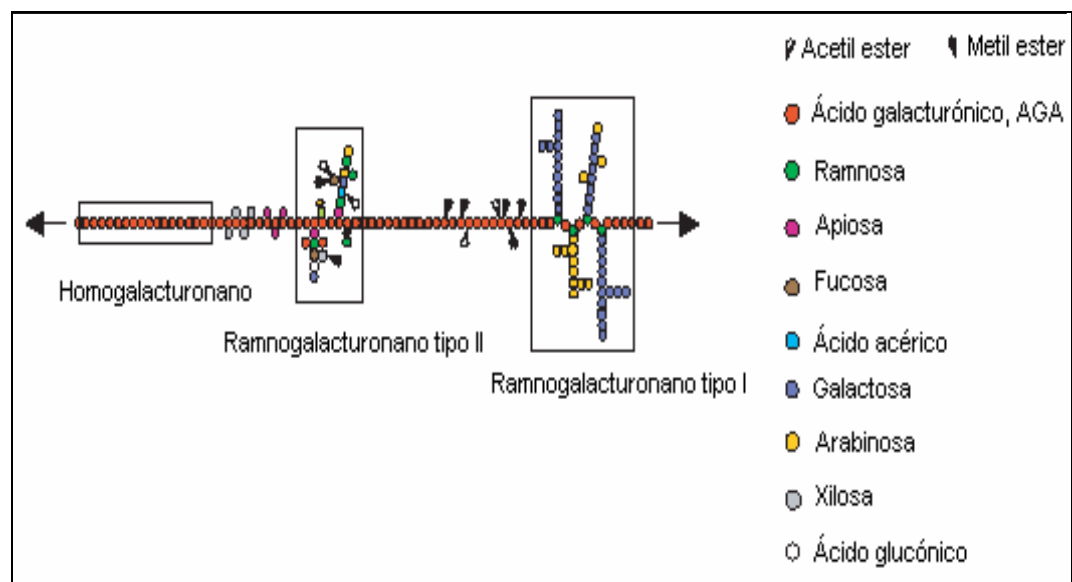 Acetil ester
Metil ester
Ácido galacturónico, AGA
Ramnosa
Apiosa
Fucosa
Ácido acérico
Galactosa
Arabinosa
Xilosa
Ácido glucónico
Homogalacturonano
Ramnogalacturonano tipo II
Ramnogalacturonano tipo I